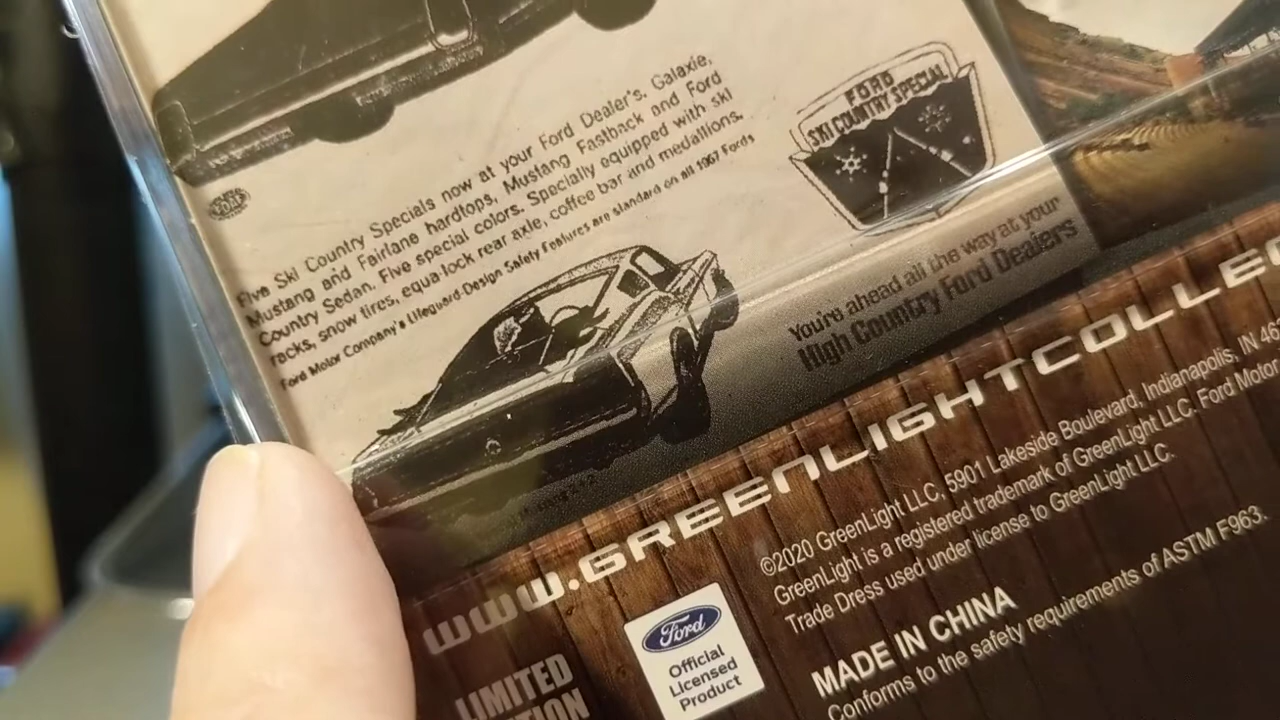 Five Ski Country Specials now at your Ford Dealer's. Galaxie,
Mustang and Fairlane hardtops, Mustang Fastback and Ford
Country Sedan. Five special colors. Specially equipped with ski
racks, snow tires, equa-lock rear axle, coffee bar and medallions.
Ford Motor Company's Lifeguard-Design Safety Features are standard on all 1967 Fords
FORD
SKI COUNTRY SPECIAL
You're ahead all the way at your
High Country Ford Dealers
WWW.GREENLIGHTCOLLE
©2020 GreenLight LLC, 5901 Lakeside Boulevard, Indianapolis, IN 46
GreenLight is a registered trademark of GreenLight LLC. Ford Motor
Trade Dress used under license to GreenLight LLC.
MADE IN CHINA
Conforms to the safety requirements of ASTM F963.
Ford
Official
Licensed
Product
LIMITED